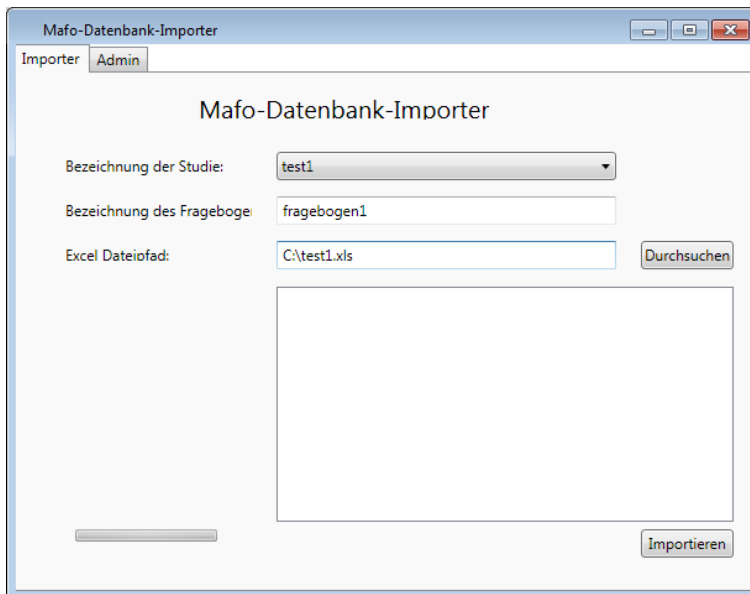 Mafo-Datenbank-Importer
Importer Admin
Mafo-Datenbank-Importer
Bezeichnung der Studie: test1
Bezeichnung des Frageboge fragebogen1
Excel Dateipfad: C:\test1.xls Durchsuchen
Importieren